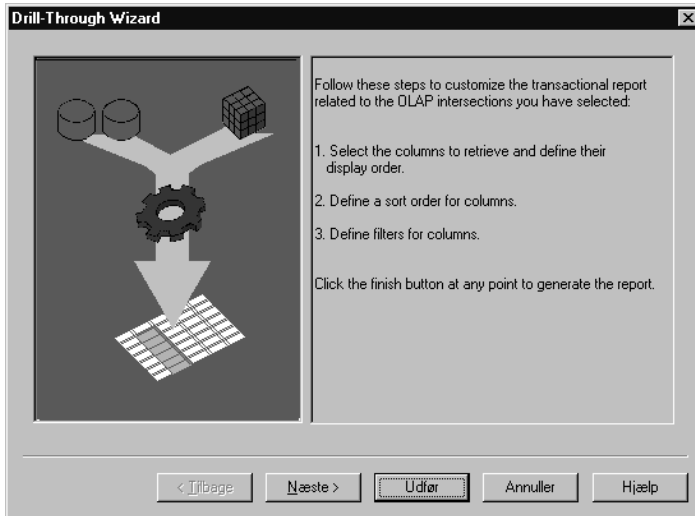 Drill-Through Wizard
Follow these steps to customize the transactional report
related to the OLAP intersections you have selected:
1. Select the columns to retrieve and define their
display order.
2. Define a sort order for columns.
3. Define filters for columns.
Click the finish button at any point to generate the report.
< Tilbage
Næste >
Udfør
Annuller
Hjælp